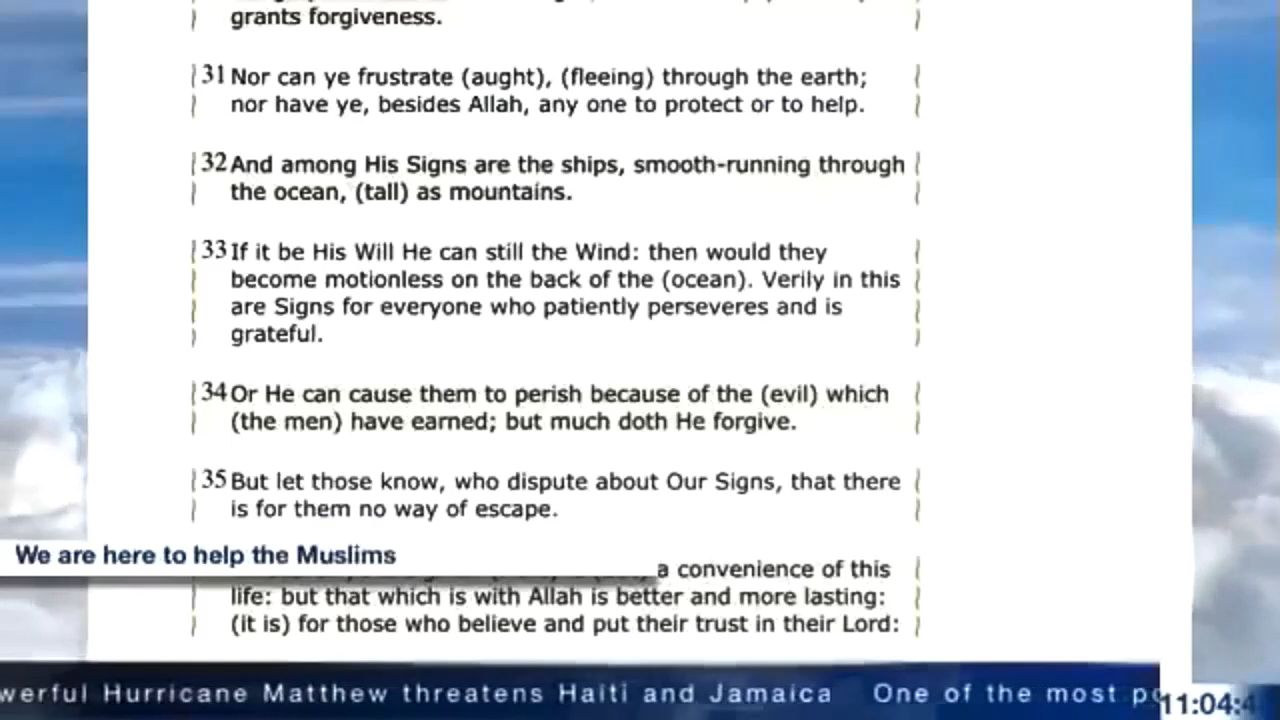 grants forgiveness.
31 Nor can ye frustrate (aught), (fleeing) through the earth;
nor have ye, besides Allah, any one to protect or to help.
32 And among His Signs are the ships, smooth-running through
the ocean, (tall) as mountains.
33 If it be His Will He can still the Wind: then would they
become motionless on the back of the (ocean). Verily in this
are Signs for everyone who patiently perseveres and is
grateful.
34 Or He can cause them to perish because of the (evil) which
(the men) have earned; but much doth He forgive.
35 But let those know, who dispute about Our Signs, that there
is for them no way of escape.
We are here to help the Muslims
a convenience of this
life: but that which is with Allah is better and more lasting:
(it is) for those who believe and put their trust in their Lord:
werful Hurricane Matthew threatens Haiti and Jamaica One of the most p
11:04:4